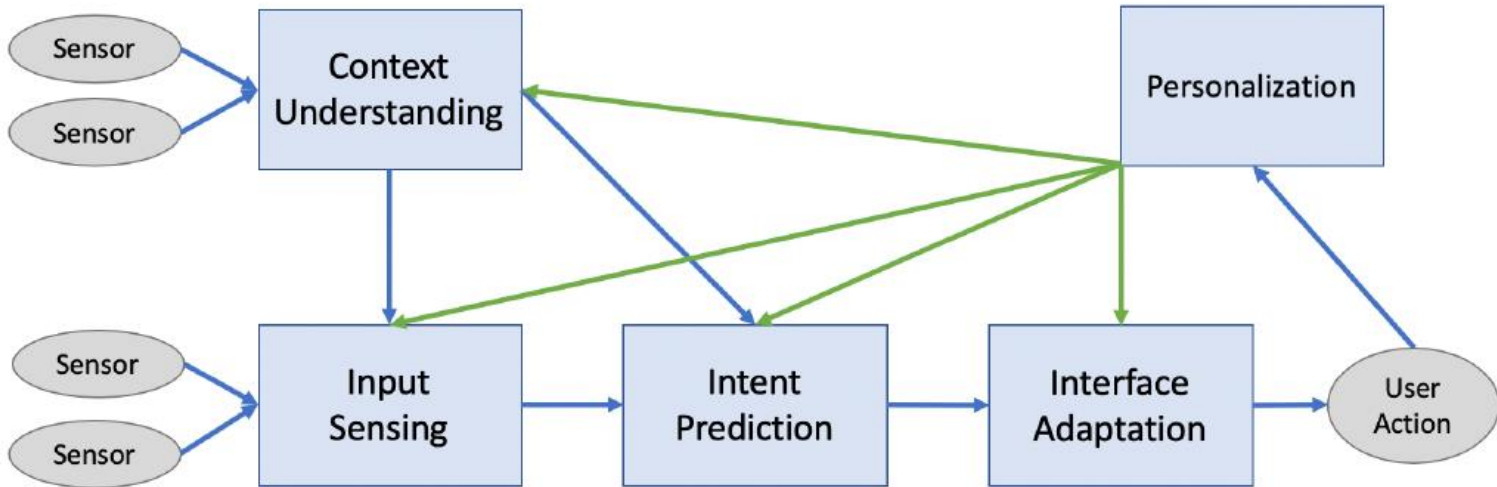 Sensor
Sensor
Context
Understanding
Personalization
Sensor
Sensor
Input
Sensing
Intent
Prediction
Interface
Adaptation
User
Action